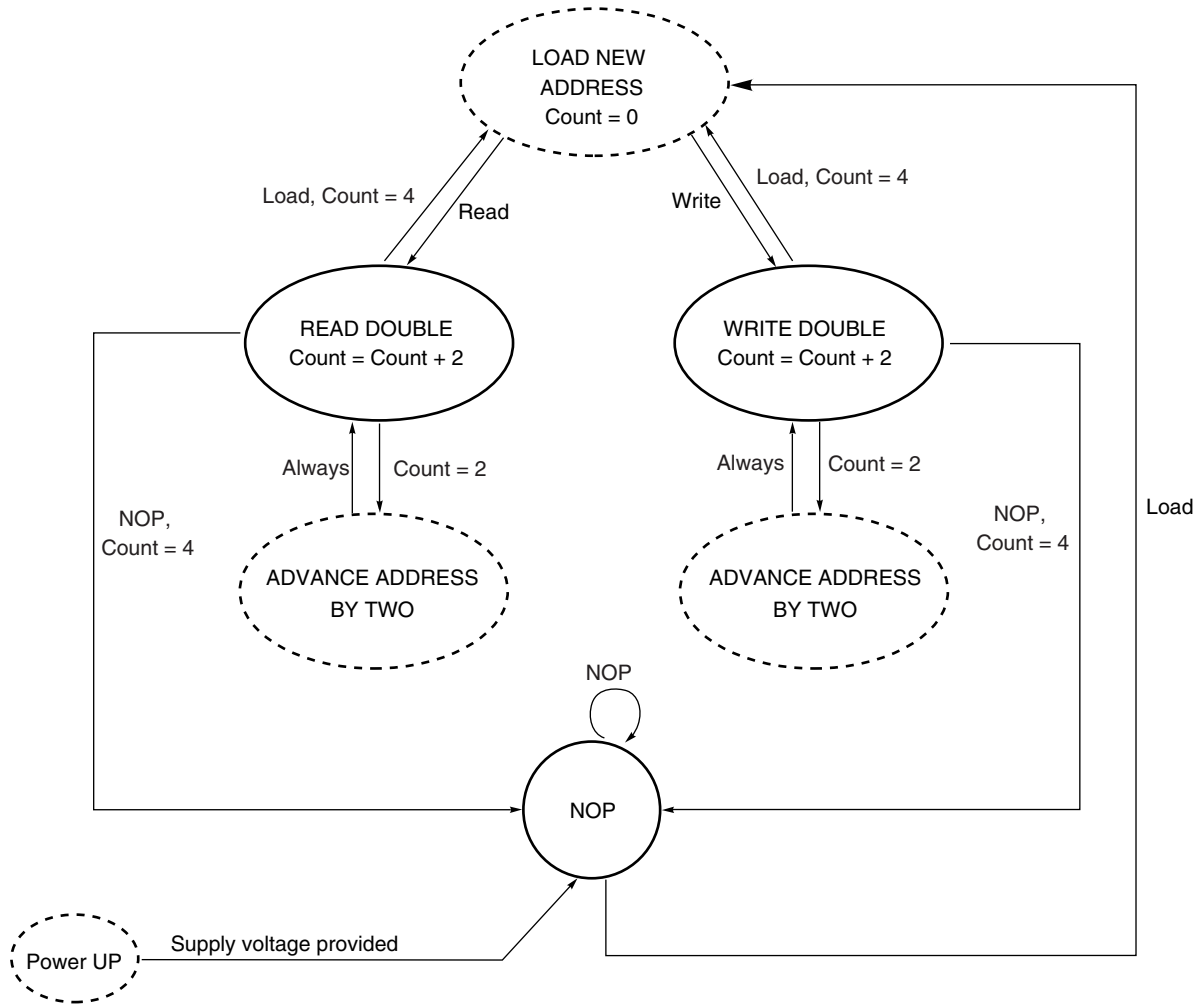 LOAD NEW
ADDRESS
Count = 0
Load, Count = 4
Read
Write
Load, Count = 4
READ DOUBLE
Count = Count + 2
WRITE DOUBLE
Count = Count + 2
Always
Count = 2
Always
Count = 2
NOP,
Count = 4
NOP,
Count = 4
Load
ADVANCE ADDRESS
BY TWO
ADVANCE ADDRESS
BY TWO
NOP
NOP
Supply voltage provided
Power UP